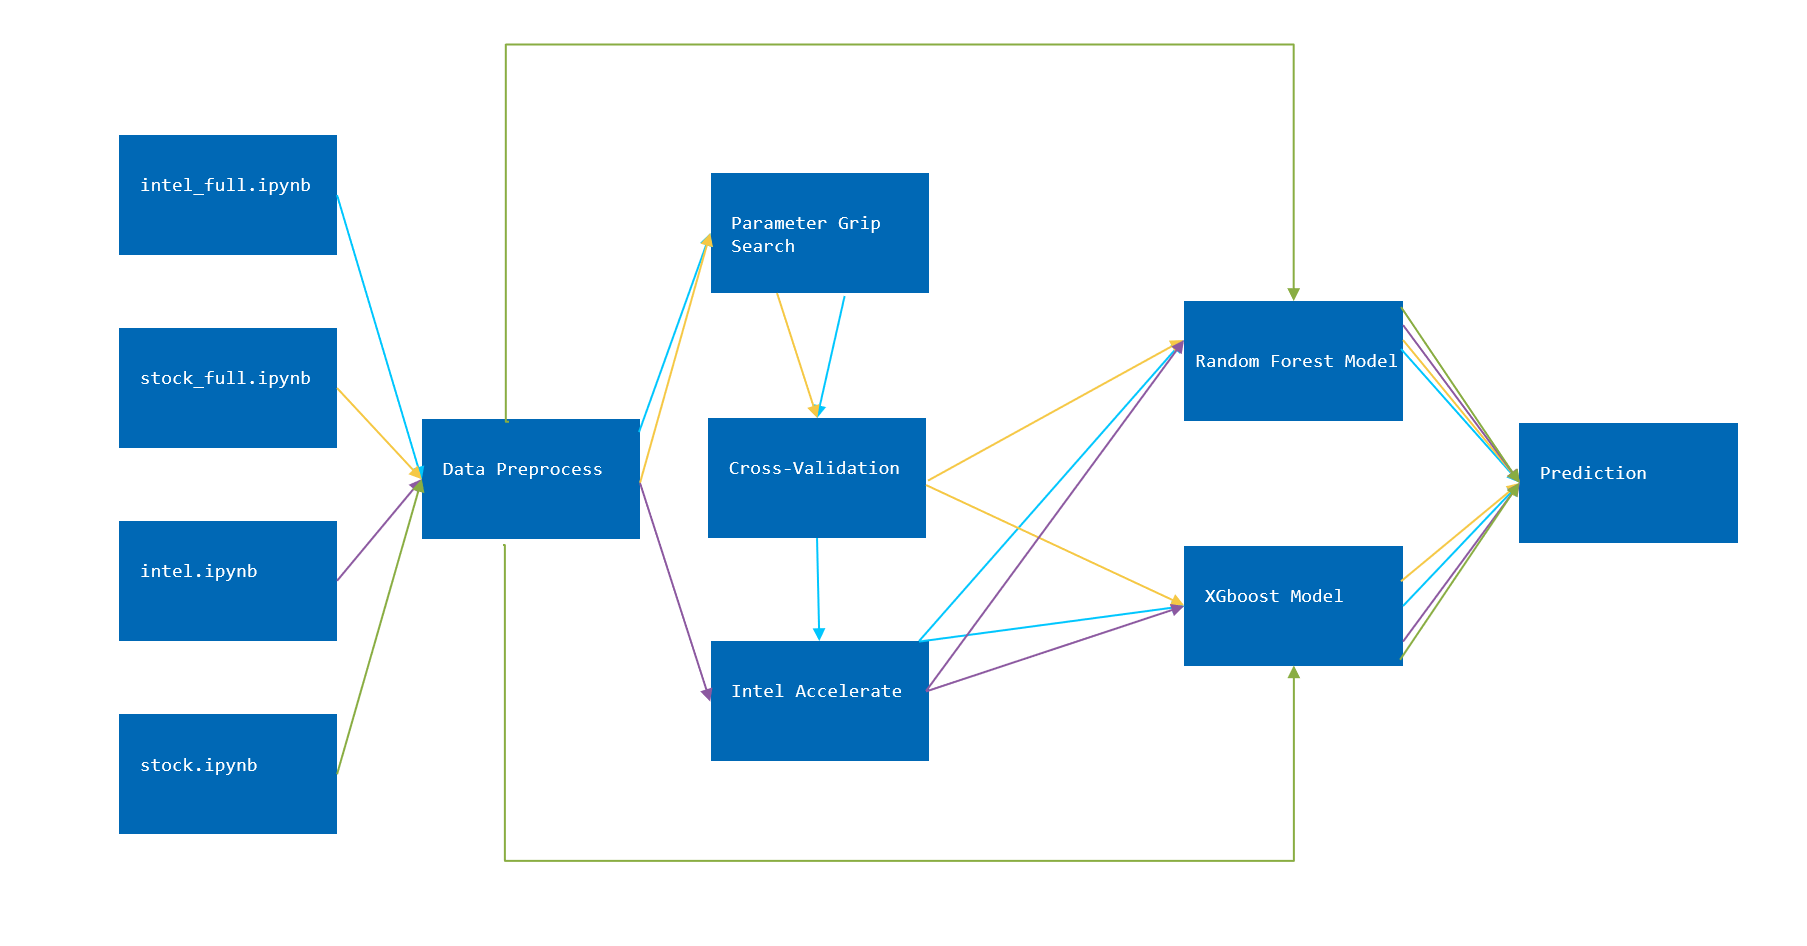 intel_full.ipynb
stock_full.ipynb
intel.ipynb
stock.ipynb
Data Preprocess
Parameter Grip
Search
Cross-Validation
Intel Accelerate
Random Forest Model
XGboost Model
Prediction